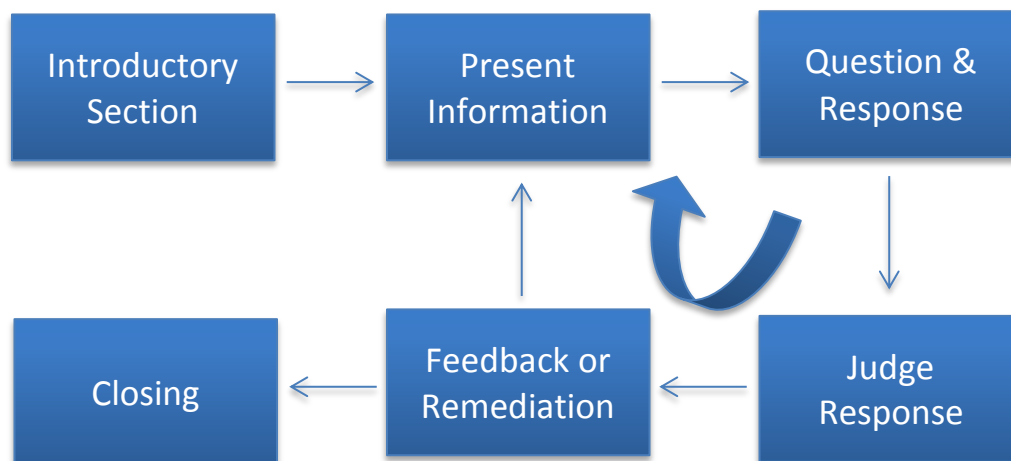 Introductory
Section
Present
Information
Question &
Response
Judge
Response
Feedback or
Remediation
Closing